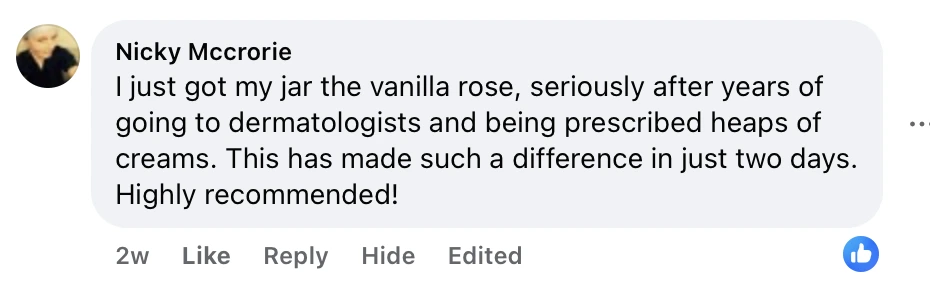 Nicky Mccrorie
I just got my jar the vanilla rose, seriously after years of
going to dermatologists and being prescribed heaps of
creams. This has made such a difference in just two days.
Highly recommended!
2w Like Reply Hide Edited